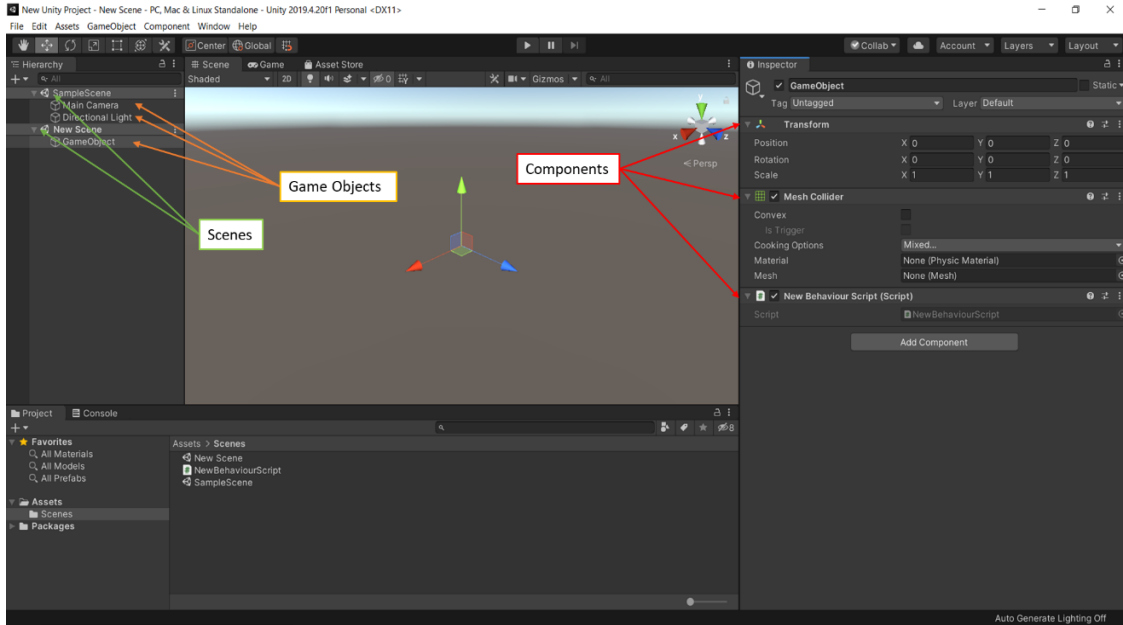 New Unity Project - New Scene - PC, Mac & Linux Standalone - Unity 2019.4.20f1 Personal <DX11>
File Edit Assets GameObject Component Window Help
Center Global
Collab Account Layers Layout
Hierarchy
All
SampleScene
Main Camera
Directional Light
New Scene
GameObject
Scene Game Asset Store
Shaded 2D 0 Gizmos All
y
x z
Persp
Game Objects
Scenes
Components
Inspector
GameObject Static
Tag Untagged Layer Default
Transform
Position X 0 Y 0 Z 0
Rotation X 0 Y 0 Z 0
Scale X 1 Y 1 Z 1
Mesh Collider
Convex
Is Trigger
Cooking Options Mixed...
Material None (Physic Material)
Mesh None (Mesh)
# New Behaviour Script (Script)
Script NewBehaviourScript
Add Component
Project Console
8
Favorites
All Materials
All Models
All Prefabs
Assets
Scenes
Packages
Assets > Scenes
New Scene
# NewBehaviourScript
SampleScene
Auto Generate Lighting Off